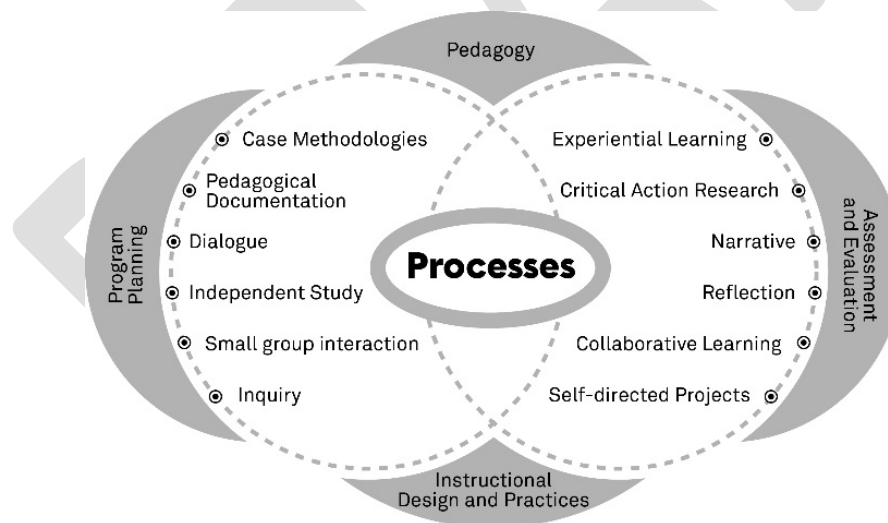 Pedagogy
Program
Planning
Case Methodologies
Pedagogical
Documentation
Dialogue
Independent Study
Small group interaction
Inquiry
Processes
Experiential Learning
Critical Action Research
Narrative
Reflection
Collaborative Learning
Self-directed Projects
Assessment
and Evaluation
Instructional
Design and Practices